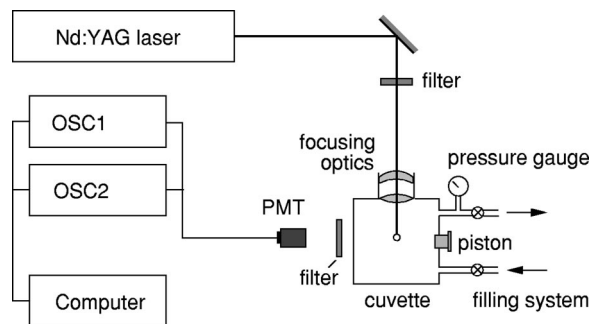 Nd:YAG laser
filter
OSC1
focusing
optics
pressure gauge
OSC2
PMT
piston
filter
Computer
cuvette
filling system